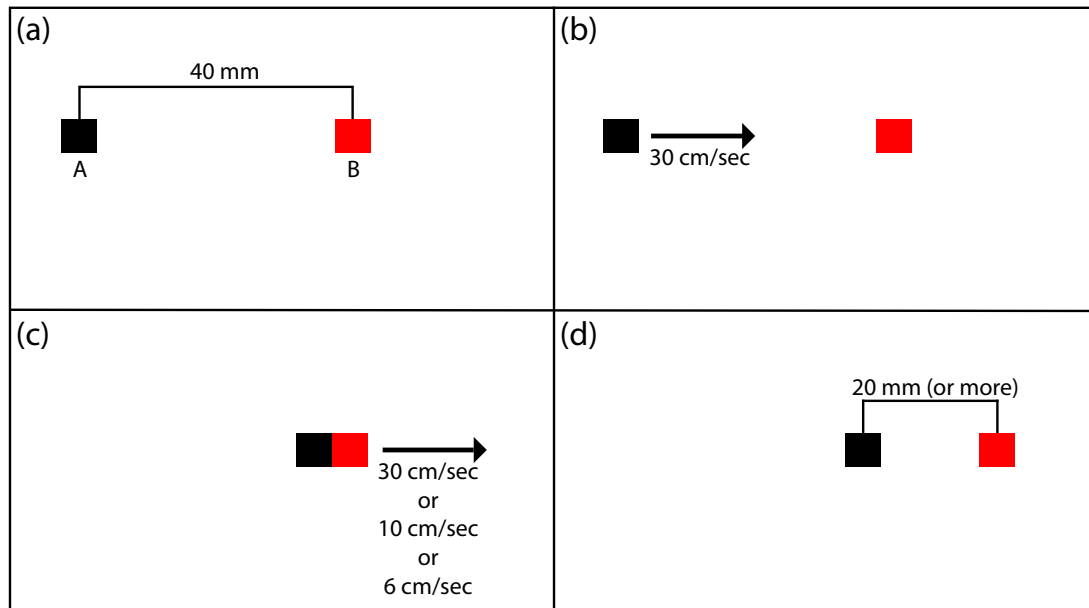 (a)
40 mm
A
B
(b)
30 cm/sec
(c)
30 cm/sec
or
10 cm/sec
or
6 cm/sec
(d)
20 mm (or more)